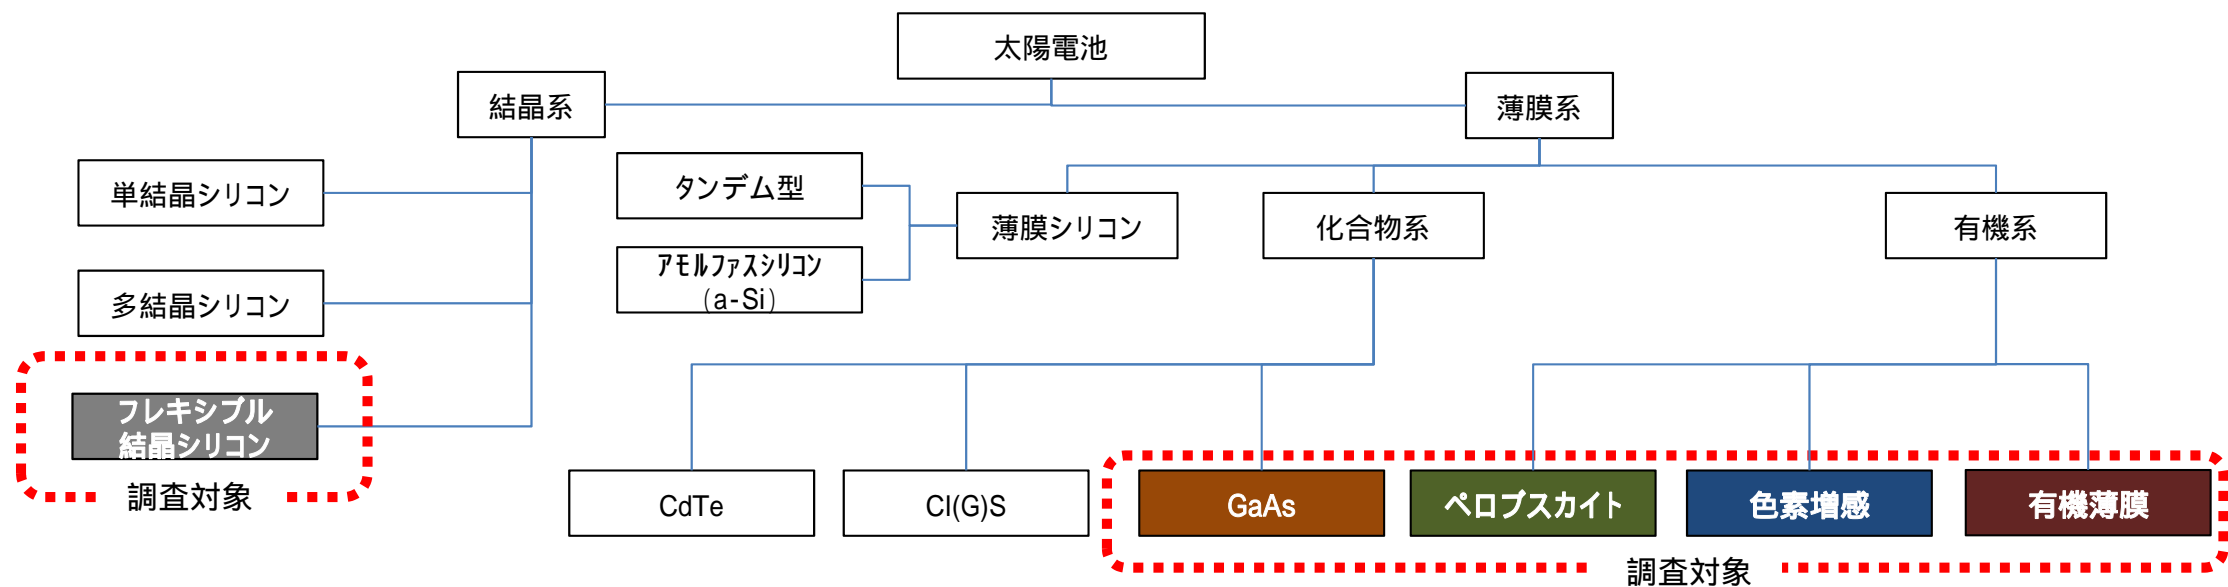 太陽電池
結晶系
薄膜系
単結晶シリコン
タンデム型
薄膜シリコン
化合物系
有機系
アモルファスシリコン
(a-Si)
多結晶シリコン
フレキシブル
結晶シリコン
調査対象
CdTe
CI(G)S
GaAs
ペロブスカイト
色素増感
有機薄膜
調査対象